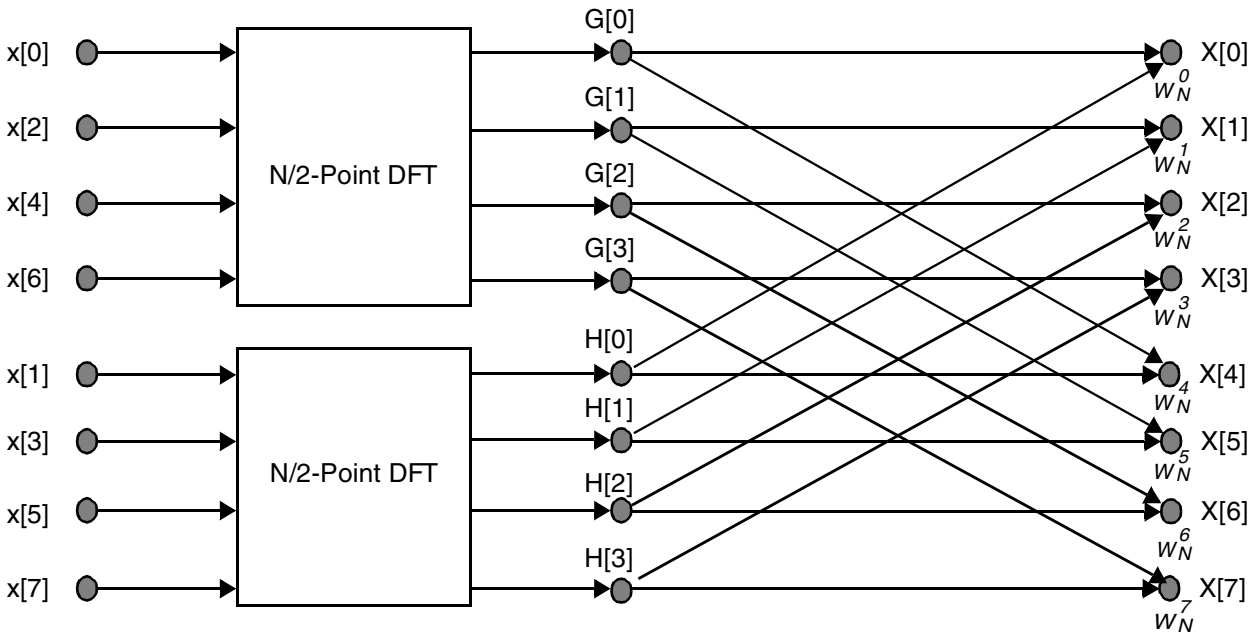 x[0]
x[2]
x[4]
x[6]
x[1]
x[3]
x[5]
x[7]
N/2-Point DFT
N/2-Point DFT
G[0]
G[1]
G[2]
G[3]
H[0]
H[1]
H[2]
H[3]
X[0]
W_N^0
X[1]
W_N^1
X[2]
W_N^2
X[3]
W_N^3
X[4]
W_N^4
X[5]
W_N^5
X[6]
W_N^6
X[7]
W_N^7